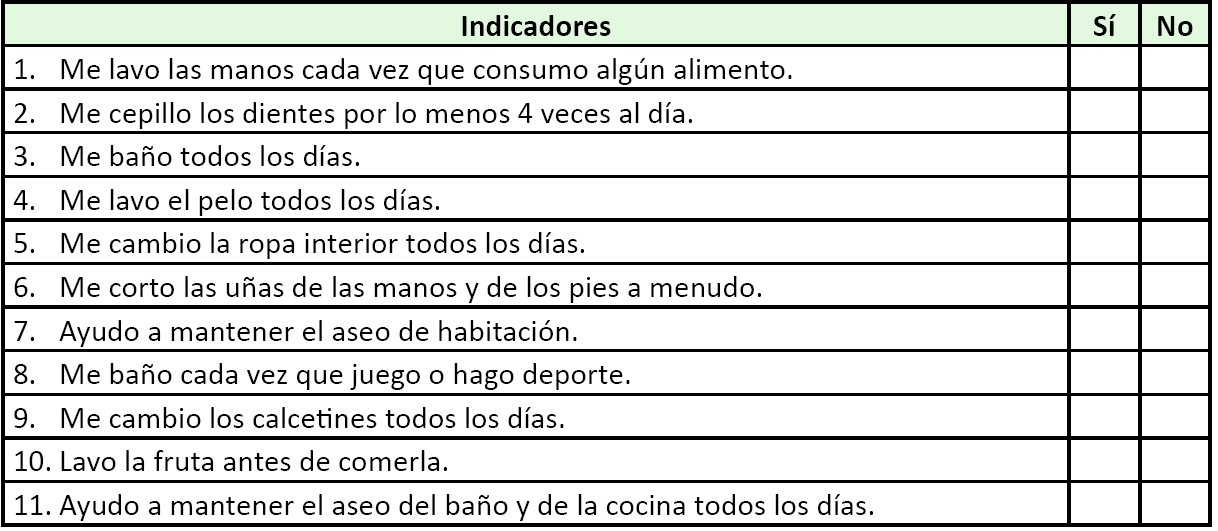 Indicadores Sí No
1. Me lavo las manos cada vez que consumo algún alimento.
2. Me cepillo los dientes por lo menos 4 veces al día.
3. Me baño todos los días.
4. Me lavo el pelo todos los días.
5. Me cambio la ropa interior todos los días.
6. Me corto las uñas de las manos y de los pies a menudo.
7. Ayudo a mantener el aseo de habitación.
8. Me baño cada vez que juego o hago deporte.
9. Me cambio los calcetines todos los días.
10. Lavo la fruta antes de comerla.
11. Ayudo a mantener el aseo del baño y de la cocina todos los días.